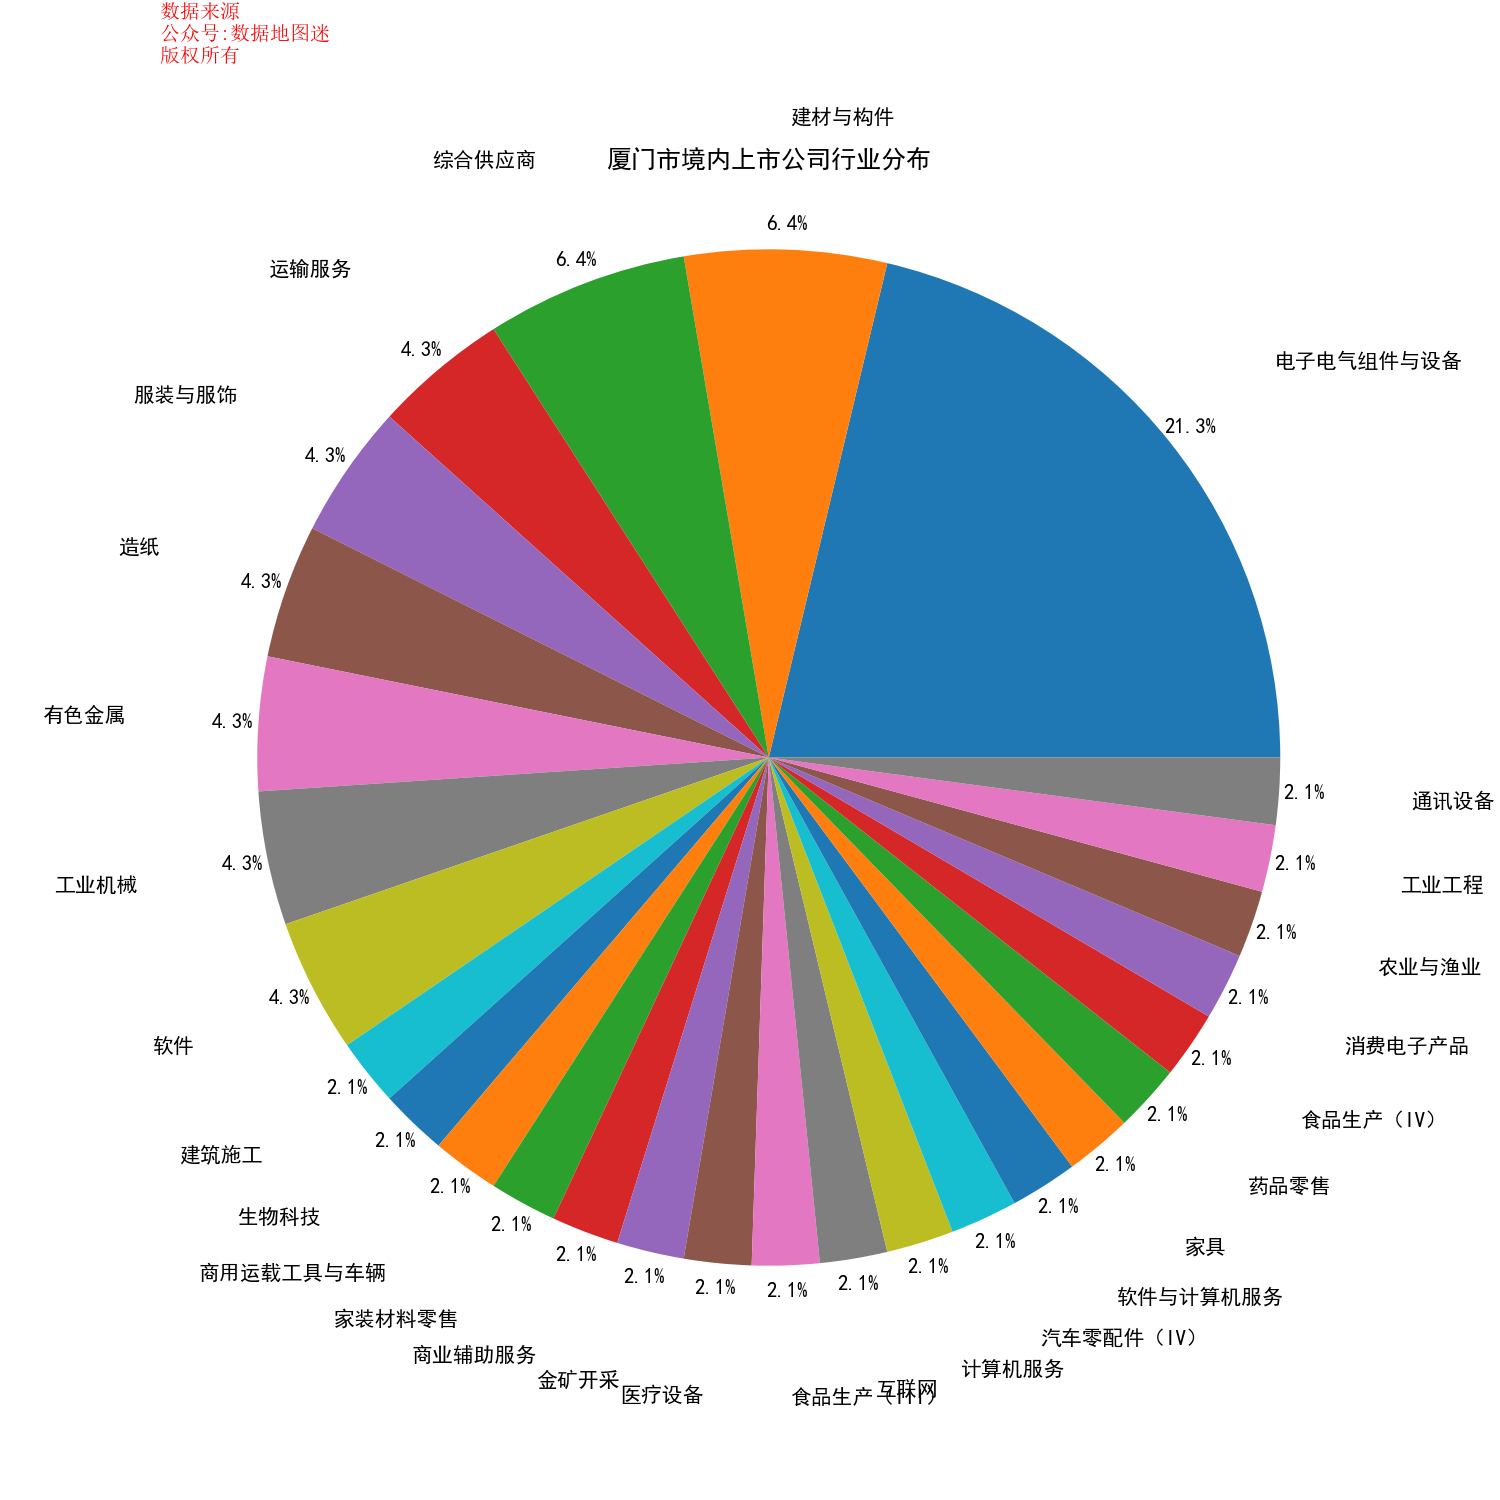 数据来源
公众号:数据地图迷
版权所有
建材与构件
厦门市境内上市公司行业分布
综合供应商
6.4%
6.4%
运输服务
4.3%
电子电气组件与设备
21.3%
服装与服饰
4.3%
造纸
4.3%
有色金属
4.3%
工业机械
4.3%
软件
4.3%
建筑施工
2.1%
生物科技
2.1%
商用运载工具与车辆
2.1%
家装材料零售
2.1%
商业辅助服务
2.1%
金矿开采
2.1%
医疗设备
2.1%
食品生产（III）
2.1%
互联网
2.1%
计算机服务
2.1%
汽车零配件（IV）
2.1%
软件与计算机服务
2.1%
家具
2.1%
药品零售
2.1%
食品生产（IV）
2.1%
消费电子产品
2.1%
农业与渔业
2.1%
工业工程
2.1%
通讯设备
2.1%